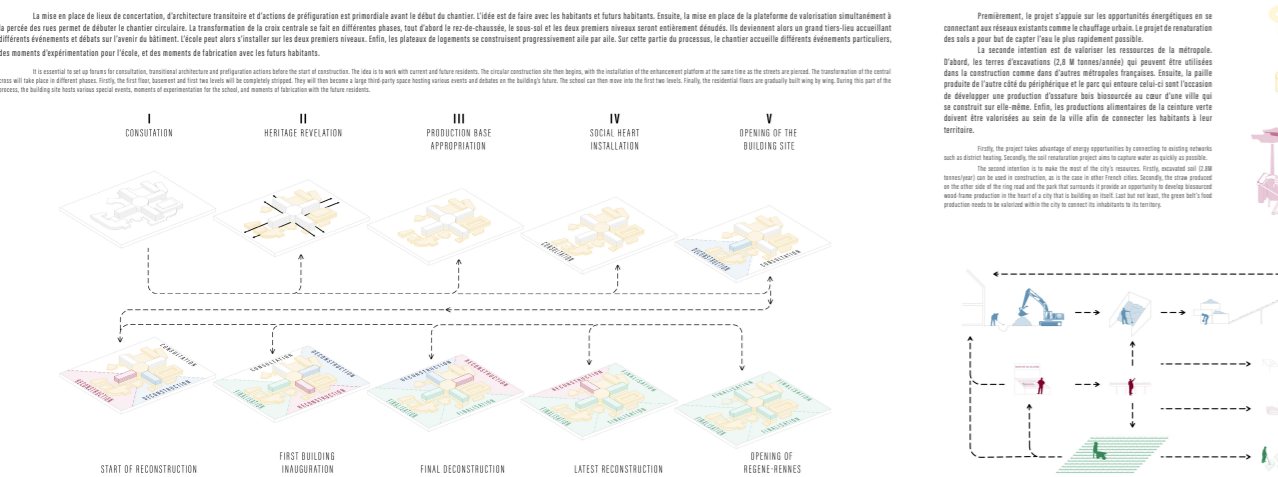 La mise en place de lieux de concertation, d'architecture transitoire et d'actions de préfiguration est primordiale avant le début du chantier. L'idée est de faire avec les habitants et futurs habitants. Ensuite, la mise en place de la plateforme de valorisation simultanément à
la percée des rues permet de débuter le chantier circulaire. La transformation de la croix centrale se fait en différentes phases, tout d'abord le rez-de-chaussée, le sous-sol et les deux premiers niveaux seront entièrement dénudés. Ils deviennent alors un grand tiers-lieu accueillant
différents événements et débats sur l'avenir du bâtiment. L'école peut alors s'installer sur les deux premiers niveaux. Enfin, les plateaux de logements se construisent progressivement aile par aile. Sur cette partie du processus, le chantier accueille différents événements particuliers,
des moments d'expérimentation pour l'école, et des moments de fabrication avec les futurs habitants.
It is essential to set up forums for consultation, transitional architecture and prefiguration actions before the start of construction. The idea is to work with current and future residents. The circular construction site then begins, with the installation of the enhancement platform at the same time as the streets are pierced. The transformation of the central
cross will take place in different phases. Firstly, the first floor, basement and first two levels will be completely stripped. They will then become a large third-party space hosting various events and debates on the building's future. The school can then move into the first two levels. Finally, the residential floors are gradually built wing by wing. During this part of the
process, the building site hosts various special events, moments of experimentation for the school, and moments of fabrication with the future residents.
I
CONSUTATION
II
HERITAGE REVELATION
III
PRODUCTION BASE
APPROPRIATION
IV
SOCIAL HEART
INSTALLATION
V
OPENING OF THE
BUILDING SITE
CONSULTATION
DECONSTRUCTION
CONSULTATION
CONSULTATION
RECONSTRUCTION
DECONSTRUCTION
CONSULTATION
DECONSTRUCTION
FINALISATION
RECONSTRUCTION
DECONSTRUCTION
RECONSTRUCTION
FINALISATION
FINALISATION
RECONSTRUCTION
FINALISATION
FINALISATION
FINALISATION
FINALISATION
FINALISATION
FINALISATION
FINALISATION
START OF RECONSTRUCTION
FIRST BUILDING
INAUGURATION
CONSTRUCTION
LATEST RECONSTRUCTION
OPENING OF
REGENE-RENNES
Premièrement, le projet s'appuie sur les opportunités énergétiques en se
connectant aux réseaux existants comme le chauffage urbain. Le projet de renaturation
des sols a pour but de capter l'eau le plus rapidement possible.
La seconde intention est de valoriser les ressources de la métropole.
D'abord, les terres d'excavations (2,8 M tonnes/année) qui peuvent être utilisées
dans la construction comme dans d'autres métropoles françaises. Ensuite, la paille
produite de l'autre côté du périphérique et le parc qui entoure celui-ci sont l'occasion
de développer une production d'ossature bois biosourcée au cœur d'une ville qui
se construit sur elle-même. Enfin, les productions alimentaires de la ceinture verte
doivent être valorisées au sein de la ville afin de connecter les habitants à leur
territoire.
Firstly, the project takes advantage of energy opportunities by connecting to existing networks
such as district heating. Secondly, the soil renaturation project aims to capture water as quickly as possible.
The second intention is to make the most of the city's resources. Firstly, excavated soil (2.8M
tonnes/year) can be used in construction, as is the case in other French cities. Secondly, the straw produced
on the other side of the ring road and the park that surrounds it provide an opportunity to develop biosourced
wood-frame production in the heart of a city that is building on itself. Last but not least, the green belt's food
production needs to be valorized within the city to connect its inhabitants to its territory.